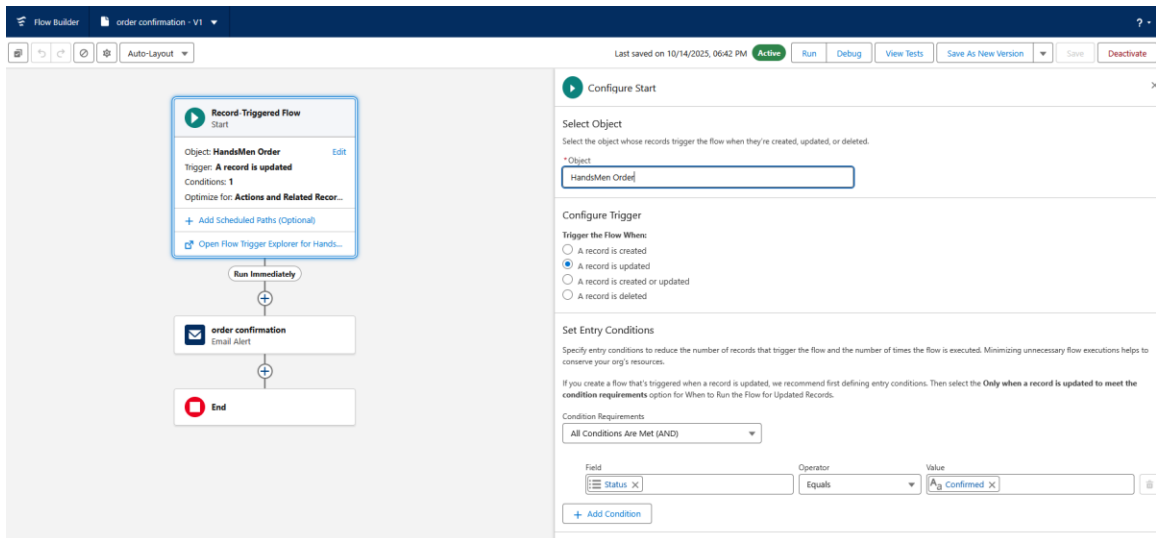 Flow Builder
order confirmation - V1
?
Auto-Layout
Last saved on 10/14/2025, 06:42 PM
Active
Run
Debug
View Tests
Save As New Version
Save
Deactivate
Record-Triggered Flow
Start
Object: HandsMen Order
Edit
Trigger: A record is updated
Conditions: 1
Optimize for: Actions and Related Recor...
+ Add Scheduled Paths (Optional)
Open Flow Trigger Explorer for Hands...
Run Immediately
order confirmation
Email Alert
End
Configure Start
Select Object
Select the object whose records trigger the flow when they're created, updated, or deleted.
*Object
HandsMen Order
Configure Trigger
Trigger the Flow When:
A record is created
A record is updated
A record is created or updated
A record is deleted
Set Entry Conditions
Specify entry conditions to reduce the number of records that trigger the flow and the number of times the flow is executed. Minimizing unnecessary flow executions helps to
conserve your org's resources.
If you create a flow that's triggered when a record is updated, we recommend first defining entry conditions. Then select the Only when a record is updated to meet the
condition requirements option for When to Run the Flow for Updated Records.
Condition Requirements
All Conditions Are Met (AND)
Field
Operator
Value
Status
Equals
Aa Confirmed
+ Add Condition